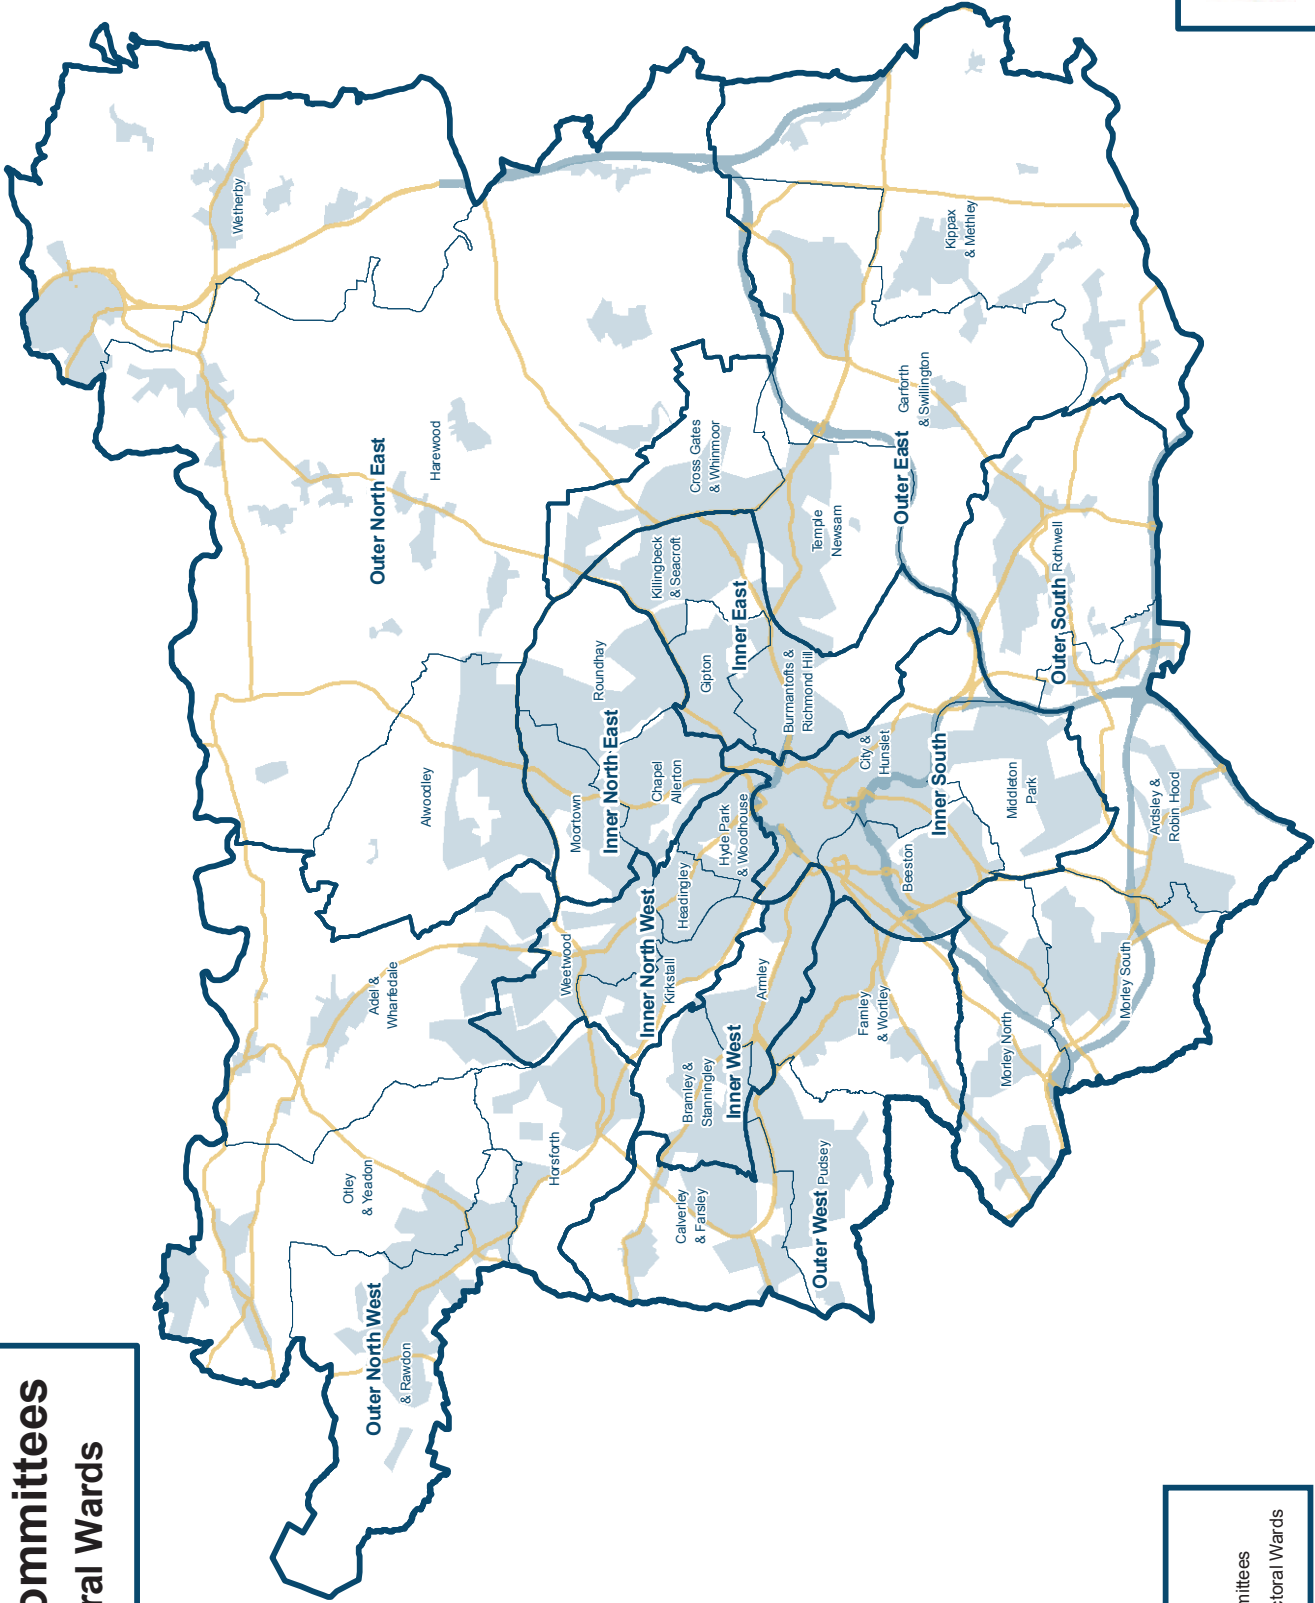 ommittees
ral Wards
Wetherby
Outer North East
Harewood
Alwoodley
Adel &
Wharfedale
Otley
& Yeadon
Outer North West
& Rawdon
Horsforth
Weetwood
Moortown
Inner North East
Roundhay
Chapel
Allerton
Killingbeck
& Seacroft
Cross Gates
& Whinmoor
Gipton
Inner East
Burmantofts &
Richmond Hill
Temple
Newsam
Outer East
Garforth
& Swillington
Kippax
& Methley
Hyde Park
& Woodhouse
Headingley
Inner North West
Kirkstall
Armley
Bramley &
Stanningley
Inner West
Calverley
& Farsley
Outer West
Pudsey
Farnley
& Wortley
City &
Hunslet
Inner South
Beeston
Middleton
Park
Outer South
Rothwell
Ardsley &
Robin Hood
Morley South
Morley North
mittees
ctoral Wards